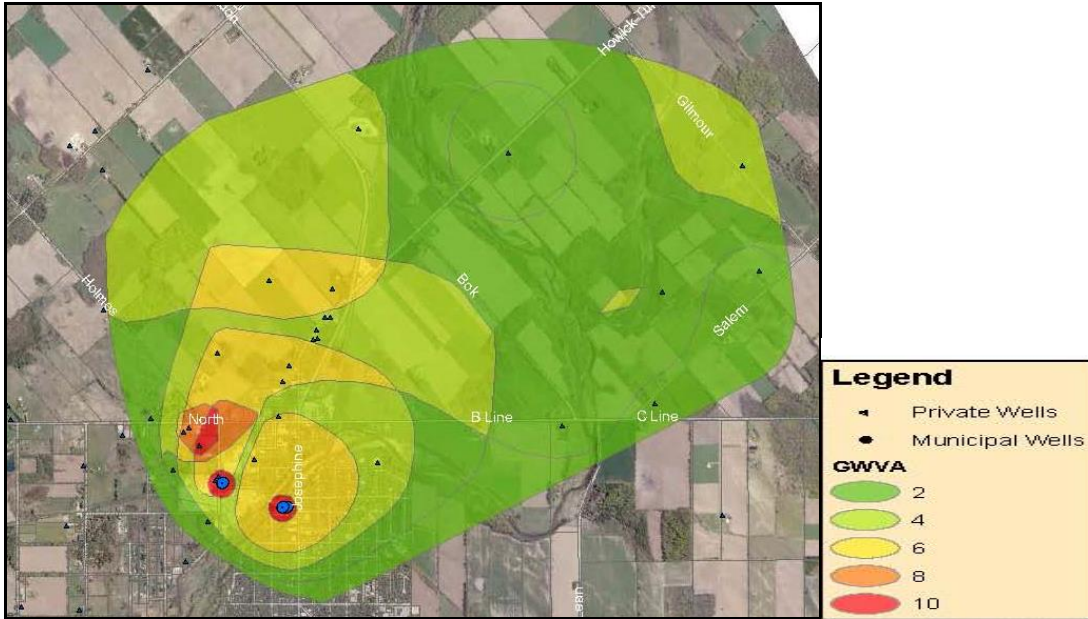 Howick-Tur
Gilmour
Holmes
Bok
Salem
North
B Line
C Line
Josephine
Legend
Private Wells
Municipal Wells
GWVA
2
4
6
8
10